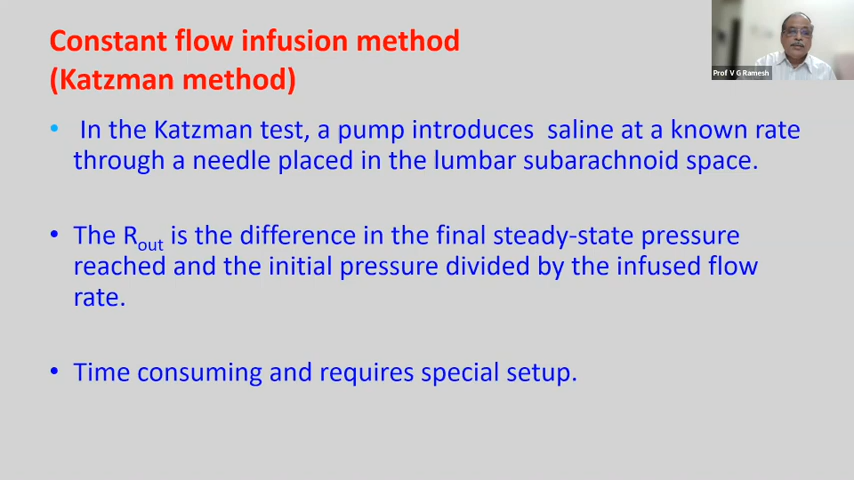 Constant flow infusion method
(Katzman method)
Prof V G Ramesh
• In the Katzman test, a pump introduces saline at a known rate
through a needle placed in the lumbar subarachnoid space.
• The Rout is the difference in the final steady-state pressure
reached and the initial pressure divided by the infused flow
rate.
• Time consuming and requires special setup.